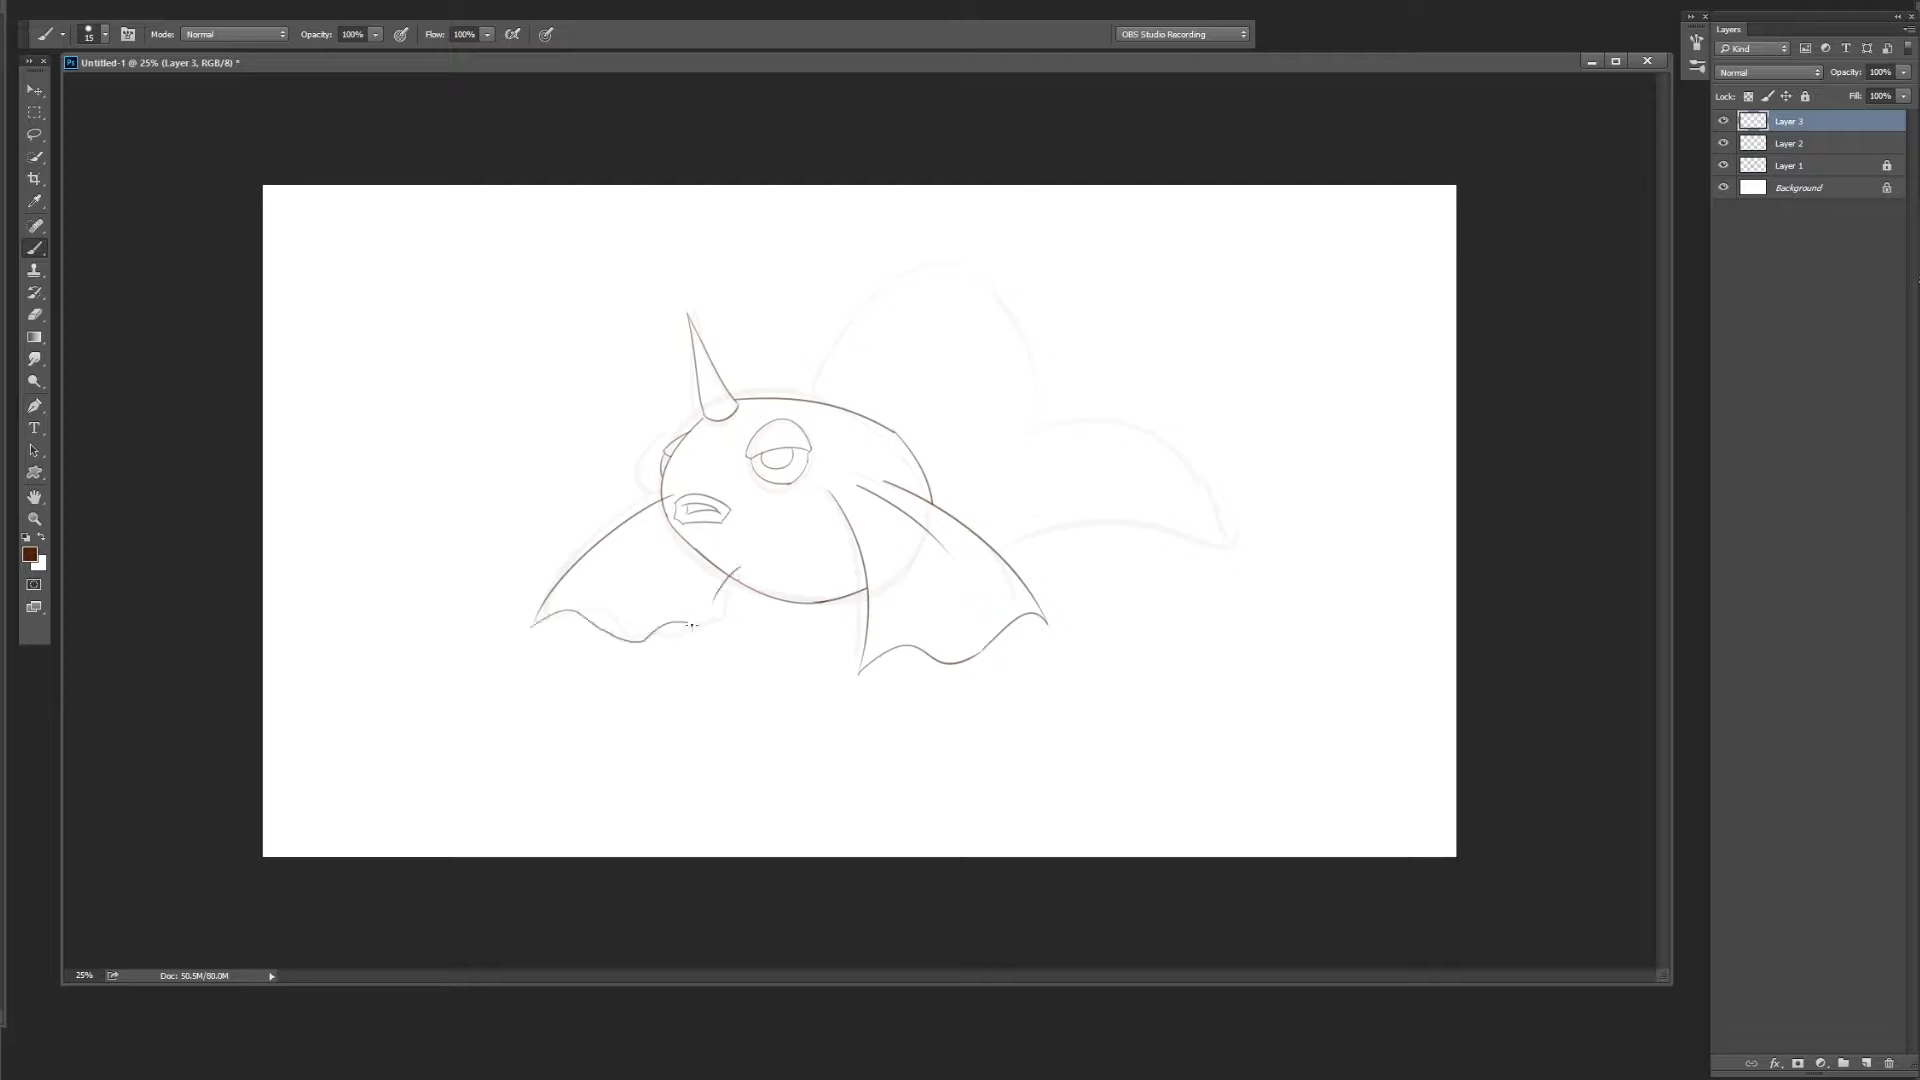 15
Mode: Normal
Opacity: 100%
Flow: 100%
OBS Studio Recording
Untitled-1 @ 25% (Layer 3, RGB/8) *
Layers
Kind
Normal
Opacity: 100%
Lock:
Fill: 100%
Layer 3
Layer 2
Layer 1
Background
25%
Doc: 50.5M/80.0M